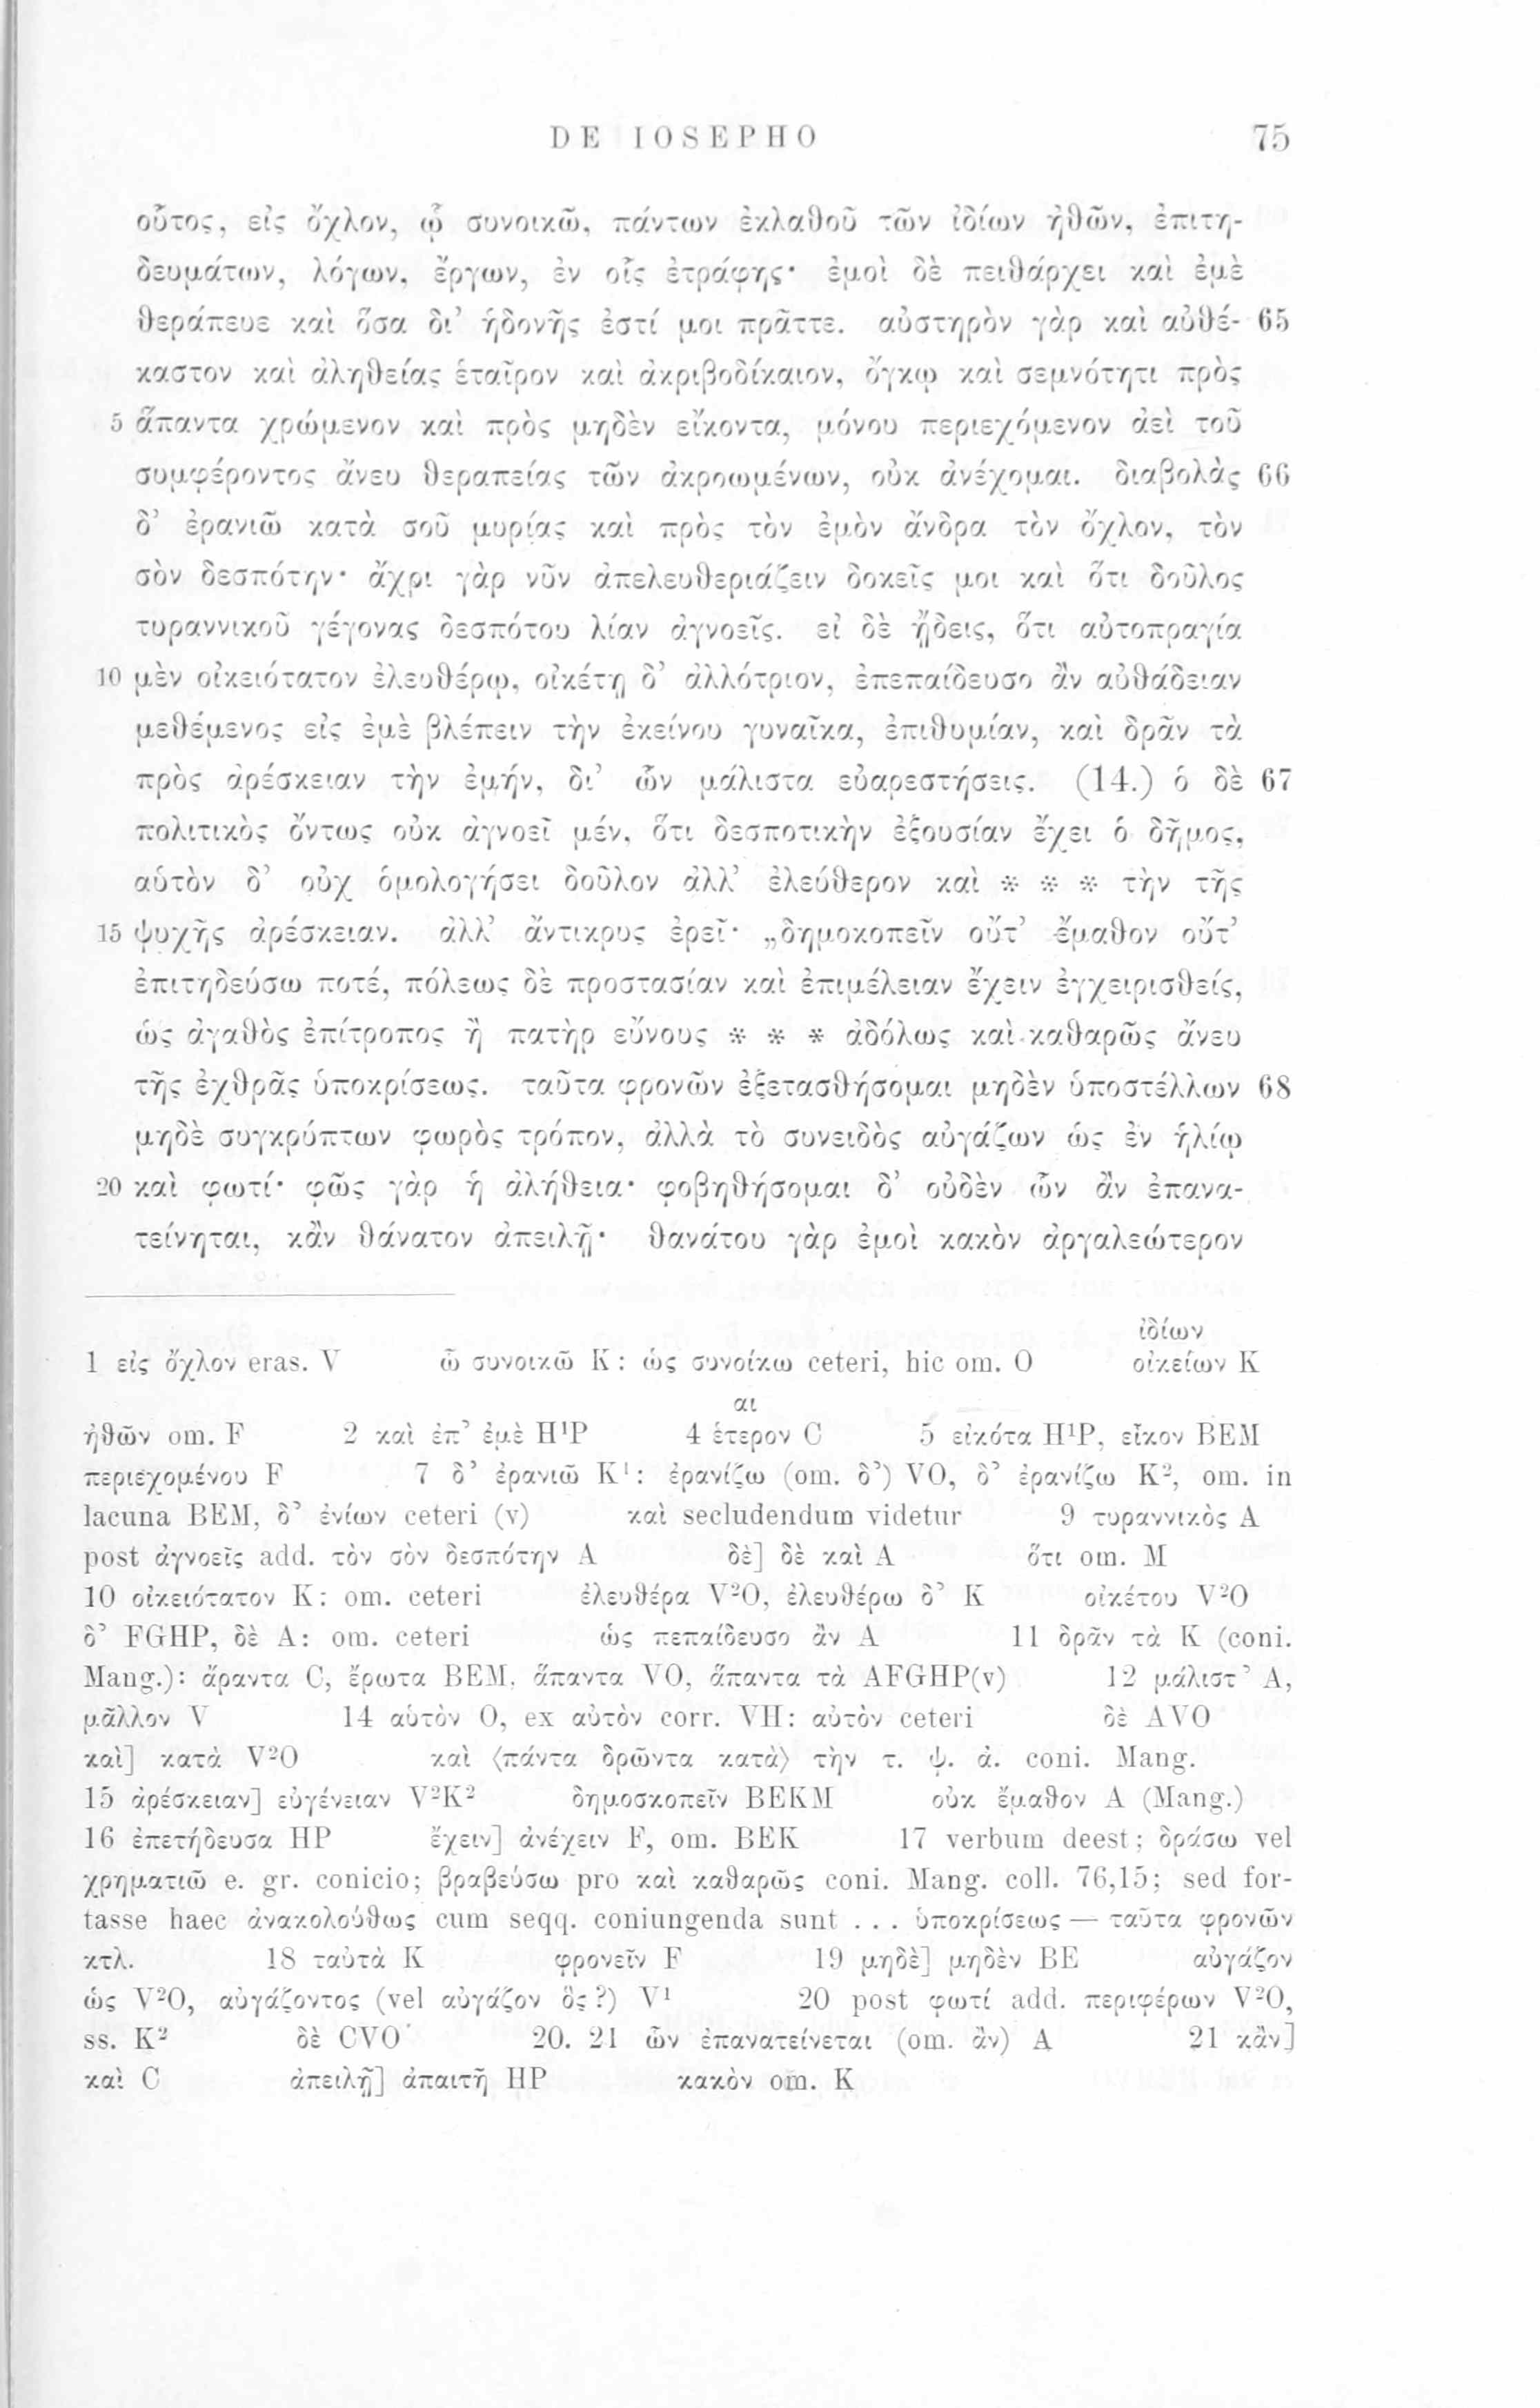 DE IOSEPHO 75
οὗτος, εἰς ὄχλον, ᾧ συνοικῶ, πάντων ἐκλαθοῦ τῶν ἰδίων ἠθῶν, ἐπιτη-
δευμάτων, λόγων, ἔργων, ἐν οἷς ἐτράφης· ἐμοὶ δὲ πειθάρχει καὶ ἐμὲ
θεράπευε καὶ ὅσα δι’ ἡδονῆς ἐστί μοι πρᾶττε. αὐστηρὸν γὰρ καὶ αὐθέ- 65
καστον καὶ ἀληθείας ἑταῖρον καὶ ἀκριβοδίκαιον, ὄγκῳ καὶ σεμνότητι πρὸς
5 ἅπαντα χρώμενον καὶ πρὸς μηδὲν εἴκοντα, μόνου περιεχόμενον ἀεὶ τοῦ
συμφέροντος ἄνευ θεραπείας τῶν ἀκροωμένων, οὐκ ἀνέχομαι. διαβολὰς 66
δ’ ἐρανιῶ κατὰ σοῦ μυρίας καὶ πρὸς τὸν ἐμὸν ἄνδρα τὸν ὄχλον, τὸν
σὸν δεσπότην· ἄχρι γὰρ νῦν ἀπελευθεριάζειν δοκεῖς μοι καὶ ὅτι δοῦλος
τυραννικοῦ γέγονας δεσπότου λίαν ἀγνοεῖς. εἰ δὲ ᾔδεις, ὅτι αὐτοπραγία
10 μὲν οἰκειότατον ἐλευθέρῳ, οἰκέτῃ δ’ ἀλλότριον, ἐπεπαίδευσο ἂν αὐθάδειαν
μεθέμενος εἰς ἐμὲ βλέπειν τὴν ἐκείνου γυναῖκα, ἐπιθυμίαν, καὶ δρᾶν τὰ
πρὸς ἀρέσκειαν τὴν ἐμήν, δι’ ὧν μάλιστα εὐαρεστήσεις. (14.) ὁ δὲ 67
πολιτικὸς ὄντως οὐκ ἀγνοεῖ μέν, ὅτι δεσποτικὴν ἐξουσίαν ἔχει ὁ δῆμος,
αὑτὸν δ’ οὐχ ὁμολογήσει δοῦλον ἀλλ’ ἐλεύθερον καὶ * * * τὴν τῆς
15 ψυχῆς ἀρέσκειαν. ἀλλ’ ἄντικρυς ἐρεῖ· „δημοκοπεῖν οὔτ’ ἔμαθον οὔτ’
ἐπιτηδεύσω ποτέ, πόλεως δὲ προστασίαν καὶ ἐπιμέλειαν ἔχειν ἐγχειρισθείς,
ὡς ἀγαθὸς ἐπίτροπος ἢ πατὴρ εὔνους * * * ἀδόλως καὶ καθαρῶς ἄνευ
τῆς ἐχθρᾶς ὑποκρίσεως. ταῦτα φρονῶν ἐξετασθήσομαι μηδὲν ὑποστέλλων 68
μηδὲ συγκρύπτων φωρὸς τρόπον, ἀλλὰ τὸ συνειδὸς αὐγάζων ὡς ἐν ἡλίῳ
20 καὶ φωτί· φῶς γὰρ ἡ ἀλήθεια· φοβηθήσομαι δ’ οὐδὲν ὧν ἂν ἐπανα-
τείνηται, κἂν θάνατον ἀπειλῇ· θανάτου γὰρ ἐμοὶ κακὸν ἀργαλεώτερον
ἰδίων
1 εἰς ὄχλον eras. V ὦ συνοικῶ K: ὡς συνοίκω ceteri, hic om. O οἰκείων K
αι
ἠθῶν om. F 2 καὶ ἐπ’ ἐμὲ H¹P 4 ἑτερον C 5 εἰκότα H¹P, εἶκον BEM
περιεχομένου F 7 δ’ ἐρανιῶ K¹: ἐρανίζω (om. δ’) VO, δ’ ἐρανίζω K², om. in
lacuna BEM, δ’ ἐνίων ceteri (v) καὶ secludendum videtur 9 τυραννικὸς A
post ἀγνοεῖς add. τὸν σὸν δεσπότην A δὲ] δὲ καὶ A ὅτι om. M
10 οἰκειότατον K: om. ceteri ἐλευθέρα V²O, ἐλευθέρω δ’ K οἰκέτου V²O
δ’ FGHP, δὲ A: om. ceteri ὡς πεπαίδευσο ἂν A 11 δρᾶν τὰ K (coni.
Mang.): ἄραντα C, ἔρωτα BEM, ἅπαντα VO, ἅπαντα τὰ AFGHP(v) 12 μάλιστ’ A,
μᾶλλον V 14 αὑτὸν O, ex αὐτὸν corr. VH: αὐτὸν ceteri δὲ AVO
καὶ] κατὰ V²O καὶ ⟨πάντα δρῶντα κατὰ⟩ τὴν τ. ψ. ἀ. coni. Mang.
15 ἀρέσκειαν] εὐγένειαν V²K² δημοσκοπεῖν BEKM οὐκ ἔμαθον A (Mang.)
16 ἐπετήδευσα HP ἔχειν] ἀνέχειν F, om. BEK 17 verbum deest; δράσω vel
χρηματιῶ e. gr. conicio; βραβεύσω pro καὶ καθαρῶς coni. Mang. coll. 76,15; sed for-
tasse haec ἀνακολούθως cum seqq. coniungenda sunt . . . ὑποκρίσεως — ταῦτα φρονῶν
κτλ. 18 ταὐτὰ K φρονεῖν F 19 μηδὲ] μηδὲν BE αὐγάζον
ὡς V²O, αὐγάζοντος (vel αὐγάζον ὃς?) V¹ 20 post φωτί add. περιφέρων V²O,
ss. K² δὲ CVO 20. 21 ὧν ἐπανατείνεται (om. ἂν) A 21 κἂν]
καὶ C ἀπειλῇ] ἀπαιτῆ HP κακὸν om. K